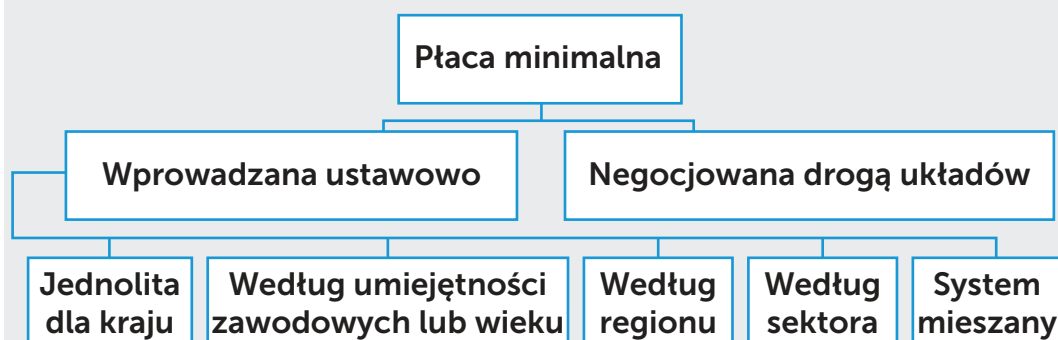 Płaca minimalna
Wprowadzana ustawowo
Negocjowana drogą układów
Jednolita
dla kraju
Według umiejętności
zawodowych lub wieku
Według
regionu
Według
sektora
System
mieszany